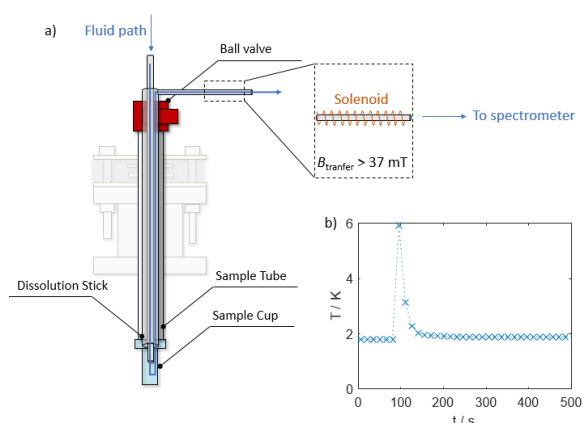 a)
Fluid path
Ball valve
Solenoid
To spectrometer
Btranfer > 37 mT
Dissolution Stick
Sample Tube
Sample Cup
b)
T / K
6
4
2
0
0 100 200 300 400 500
t / s